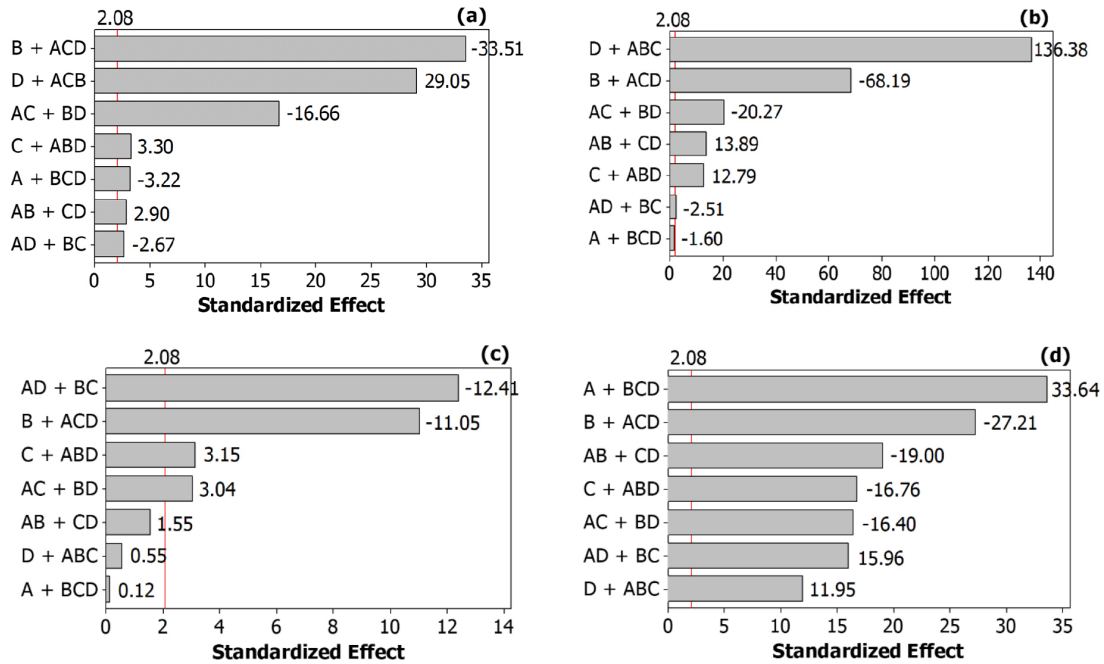 2.08
(a)
B + ACD
-33.51
D + ACB
29.05
AC + BD
-16.66
C + ABD
3.30
A + BCD
-3.22
AB + CD
2.90
AD + BC
-2.67
0 5 10 15 20 25 30 35
Standardized Effect
2.08
(b)
D + ABC
136.38
B + ACD
-68.19
AC + BD
-20.27
AB + CD
13.89
C + ABD
12.79
AD + BC
-2.51
A + BCD
-1.60
0 20 40 60 80 100 120 140
Standardized Effect
2.08
(c)
AD + BC
-12.41
B + ACD
-11.05
C + ABD
3.15
AC + BD
3.04
AB + CD
1.55
D + ABC
0.55
A + BCD
0.12
0 2 4 6 8 10 12 14
Standardized Effect
2.08
(d)
A + BCD
33.64
B + ACD
-27.21
AB + CD
-19.00
C + ABD
-16.76
AC + BD
-16.40
AD + BC
15.96
D + ABC
11.95
0 5 10 15 20 25 30 35
Standardized Effect